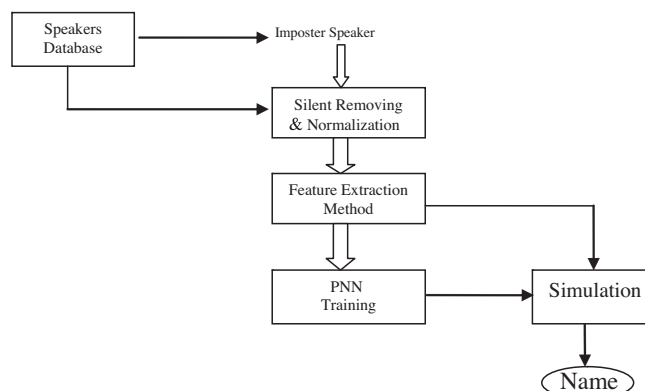 Speakers
Database
Imposter Speaker
Silent Removing
& Normalization
Feature Extraction
Method
PNN
Training
Simulation
Name